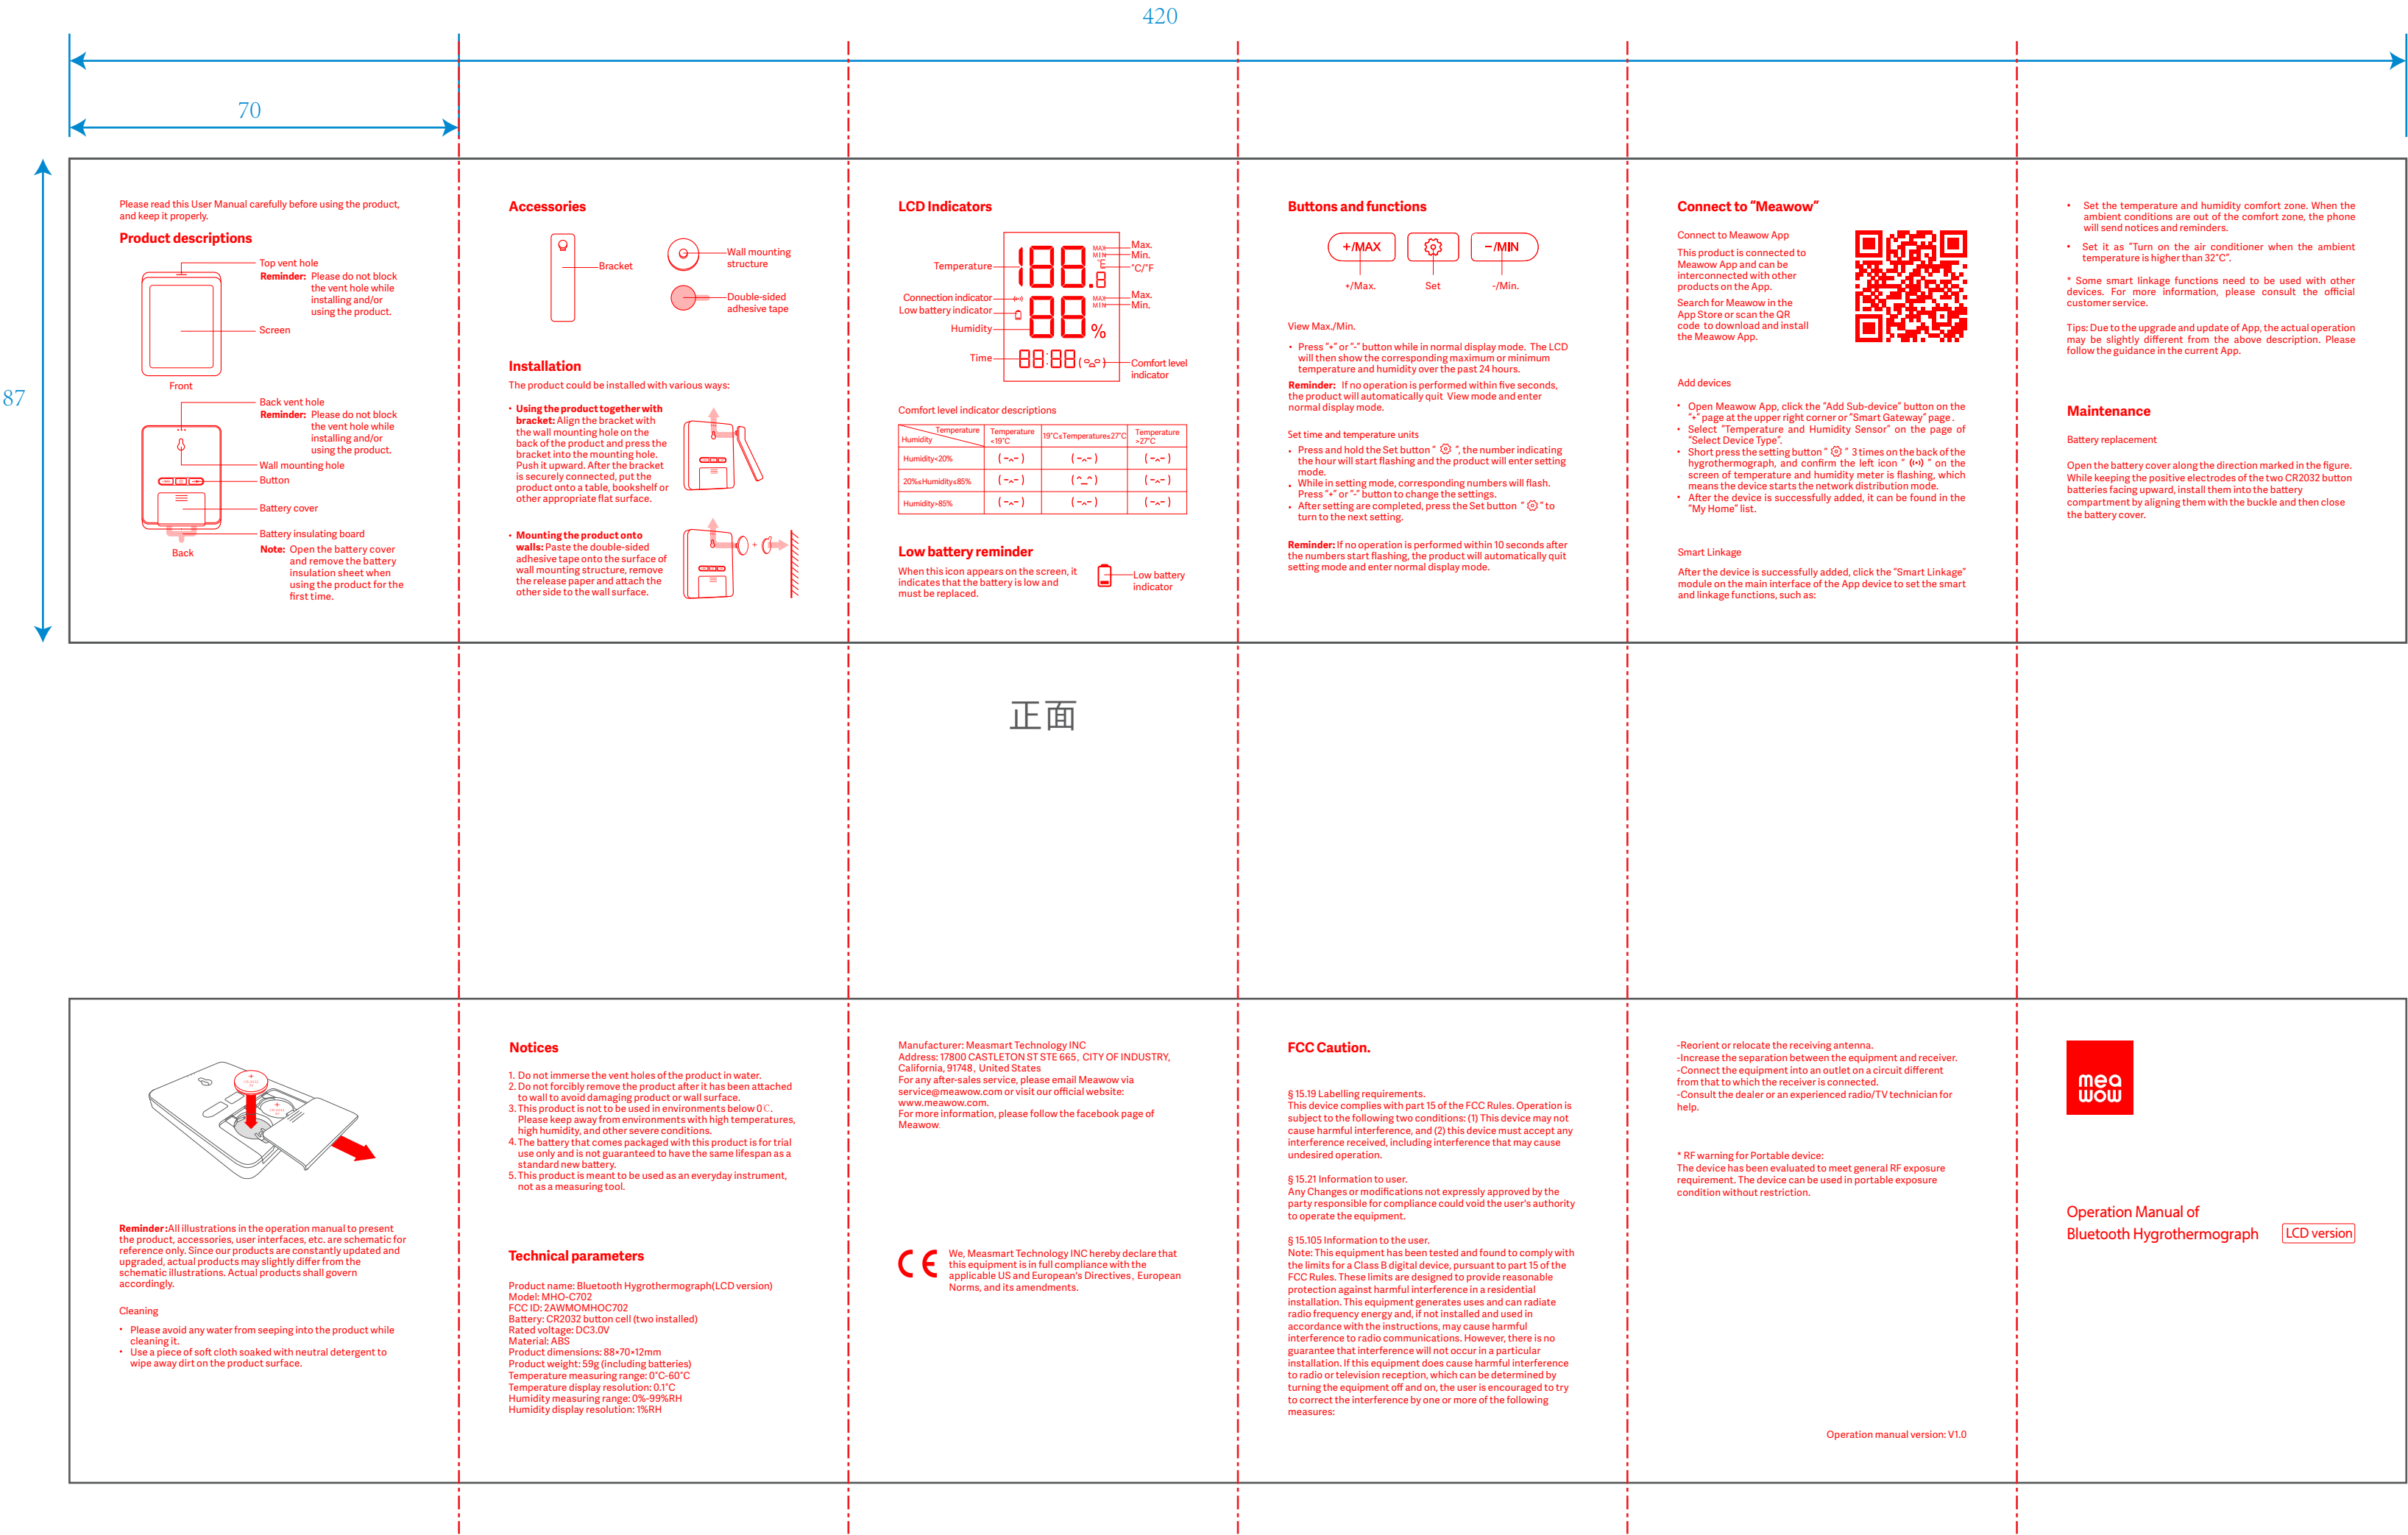 420
70
87
Please read this User Manual carefully before using the product,
and keep it properly.
Product descriptions
Top vent hole
Reminder: Please do not block
the vent hole while
installing and/or
using the product.
Screen
Front
Back vent hole
Reminder: Please do not block
the vent hole while
installing and/or
using the product.
Wall mounting hole
Button
Battery cover
Battery insulating board
Back
Note: Open the battery cover
and remove the battery
insulation sheet when
using the product for the
first time.
Accessories
Bracket
Wall mounting
structure
Double-sided
adhesive tape
Installation
The product could be installed with various ways:
• Using the product together with
bracket: Align the bracket with
the wall mounting hole on the
back of the product and press the
bracket into the mounting hole.
Push it upward. After the bracket
is securely connected, put the
product onto a table, bookshelf or
other appropriate flat surface.
• Mounting the product onto
walls: Paste the double-sided
adhesive tape onto the surface of
wall mounting structure, remove
the release paper and attach the
other side to the wall surface.
+
LCD Indicators
Temperature
188.8
MAX
MIN
Max.
Min.
°C/°F
Connection indicator
Low battery indicator
Humidity
88%
MAX
MIN
Max.
Min.
Time
88:88
Comfort level
indicator
Comfort level indicator descriptions
Temperature
Humidity
Temperature
<19°C
19°C≤Temperature≤27°C
Temperature
>27°C
Humidity<20% (-^-) (-^-) (-^-)
20%≤Humidity≤85% (-^-) (^_^) (-^-)
Humidity>85% (-^-) (-^-) (-^-)
Low battery reminder
When this icon appears on the screen, it
indicates that the battery is low and
must be replaced.
Low battery
indicator
Buttons and functions
+/MAX
−/MIN
+/Max.
Set
-/Min.
View Max./Min.
• Press "+" or "-" button while in normal display mode. The LCD
will then show the corresponding maximum or minimum
temperature and humidity over the past 24 hours.
Reminder: If no operation is performed within five seconds,
the product will automatically quit View mode and enter
normal display mode.
Set time and temperature units
• Press and hold the Set button " ", the number indicating
the hour will start flashing and the product will enter setting
mode.
• While in setting mode, corresponding numbers will flash.
Press "+" or "-" button to change the settings.
• After setting are completed, press the Set button " " to
turn to the next setting.
Reminder: If no operation is performed within 10 seconds after
the numbers start flashing, the product will automatically quit
setting mode and enter normal display mode.
Connect to “Meawow”
Connect to Meawow App
This product is connected to
Meawow App and can be
interconnected with other
products on the App.
Search for Meawow in the
App Store or scan the QR
code to download and install
the Meawow App.
Add devices
• Open Meawow App, click the “Add Sub-device” button on the
"+" page at the upper right corner or “Smart Gateway” page .
• Select “Temperature and Humidity Sensor” on the page of
“Select Device Type”.
• Short press the setting button " " 3 times on the back of the
hygrothermograph, and confirm the left icon " " on the
screen of temperature and humidity meter is flashing, which
means the device starts the network distribution mode.
• After the device is successfully added, it can be found in the
“My Home” list.
Smart Linkage
After the device is successfully added, click the “Smart Linkage”
module on the main interface of the App device to set the smart
and linkage functions, such as:
• Set the temperature and humidity comfort zone. When the
ambient conditions are out of the comfort zone, the phone
will send notices and reminders.
• Set it as “Turn on the air conditioner when the ambient
temperature is higher than 32°C”.
* Some smart linkage functions need to be used with other
devices. For more information, please consult the official
customer service.
Tips: Due to the upgrade and update of App, the actual operation
may be slightly different from the above description. Please
follow the guidance in the current App.
Maintenance
Battery replacement
Open the battery cover along the direction marked in the figure.
While keeping the positive electrodes of the two CR2032 button
batteries facing upward, install them into the battery
compartment by aligning them with the buckle and then close
the battery cover.
正面
Reminder:All illustrations in the operation manual to present
the product, accessories, user interfaces, etc. are schematic for
reference only. Since our products are constantly updated and
upgraded, actual products may slightly differ from the
schematic illustrations. Actual products shall govern
accordingly.
Cleaning
• Please avoid any water from seeping into the product while
cleaning it.
• Use a piece of soft cloth soaked with neutral detergent to
wipe away dirt on the product surface.
Notices
1. Do not immerse the vent holes of the product in water.
2. Do not forcibly remove the product after it has been attached
to wall to avoid damaging product or wall surface.
3. This product is not to be used in environments below 0℃.
Please keep away from environments with high temperatures,
high humidity, and other severe conditions.
4. The battery that comes packaged with this product is for trial
use only and is not guaranteed to have the same lifespan as a
standard new battery.
5. This product is meant to be used as an everyday instrument,
not as a measuring tool.
Technical parameters
Product name: Bluetooth Hygrothermograph(LCD version)
Model: MHO-C702
FCC ID: 2AWMOMHOC702
Battery: CR2032 button cell (two installed)
Rated voltage: DC3.0V
Material: ABS
Product dimensions: 88×70×12mm
Product weight: 59g (including batteries)
Temperature measuring range: 0°C-60°C
Temperature display resolution: 0.1°C
Humidity measuring range: 0%-99%RH
Humidity display resolution: 1%RH
Manufacturer: Measmart Technology INC
Address: 17800 CASTLETON ST STE 665, CITY OF INDUSTRY,
California, 91748, United States
For any after-sales service, please email Meawow via
service@meawow.com or visit our official website:
www.meawow.com.
For more information, please follow the facebook page of
Meawow.
CE
We, Measmart Technology INC hereby declare that
this equipment is in full compliance with the
applicable US and European's Directives, European
Norms, and its amendments.
FCC Caution.
§ 15.19 Labelling requirements.
This device complies with part 15 of the FCC Rules. Operation is
subject to the following two conditions: (1) This device may not
cause harmful interference, and (2) this device must accept any
interference received, including interference that may cause
undesired operation.
§ 15.21 Information to user.
Any Changes or modifications not expressly approved by the
party responsible for compliance could void the user's authority
to operate the equipment.
§ 15.105 Information to the user.
Note: This equipment has been tested and found to comply with
the limits for a Class B digital device, pursuant to part 15 of the
FCC Rules. These limits are designed to provide reasonable
protection against harmful interference in a residential
installation. This equipment generates uses and can radiate
radio frequency energy and, if not installed and used in
accordance with the instructions, may cause harmful
interference to radio communications. However, there is no
guarantee that interference will not occur in a particular
installation. If this equipment does cause harmful interference
to radio or television reception, which can be determined by
turning the equipment off and on, the user is encouraged to try
to correct the interference by one or more of the following
measures:
-Reorient or relocate the receiving antenna.
-Increase the separation between the equipment and receiver.
-Connect the equipment into an outlet on a circuit different
from that to which the receiver is connected.
-Consult the dealer or an experienced radio/TV technician for
help.
* RF warning for Portable device:
The device has been evaluated to meet general RF exposure
requirement. The device can be used in portable exposure
condition without restriction.
Operation manual version: V1.0
mea
wow
Operation Manual of
Bluetooth Hygrothermograph
LCD version